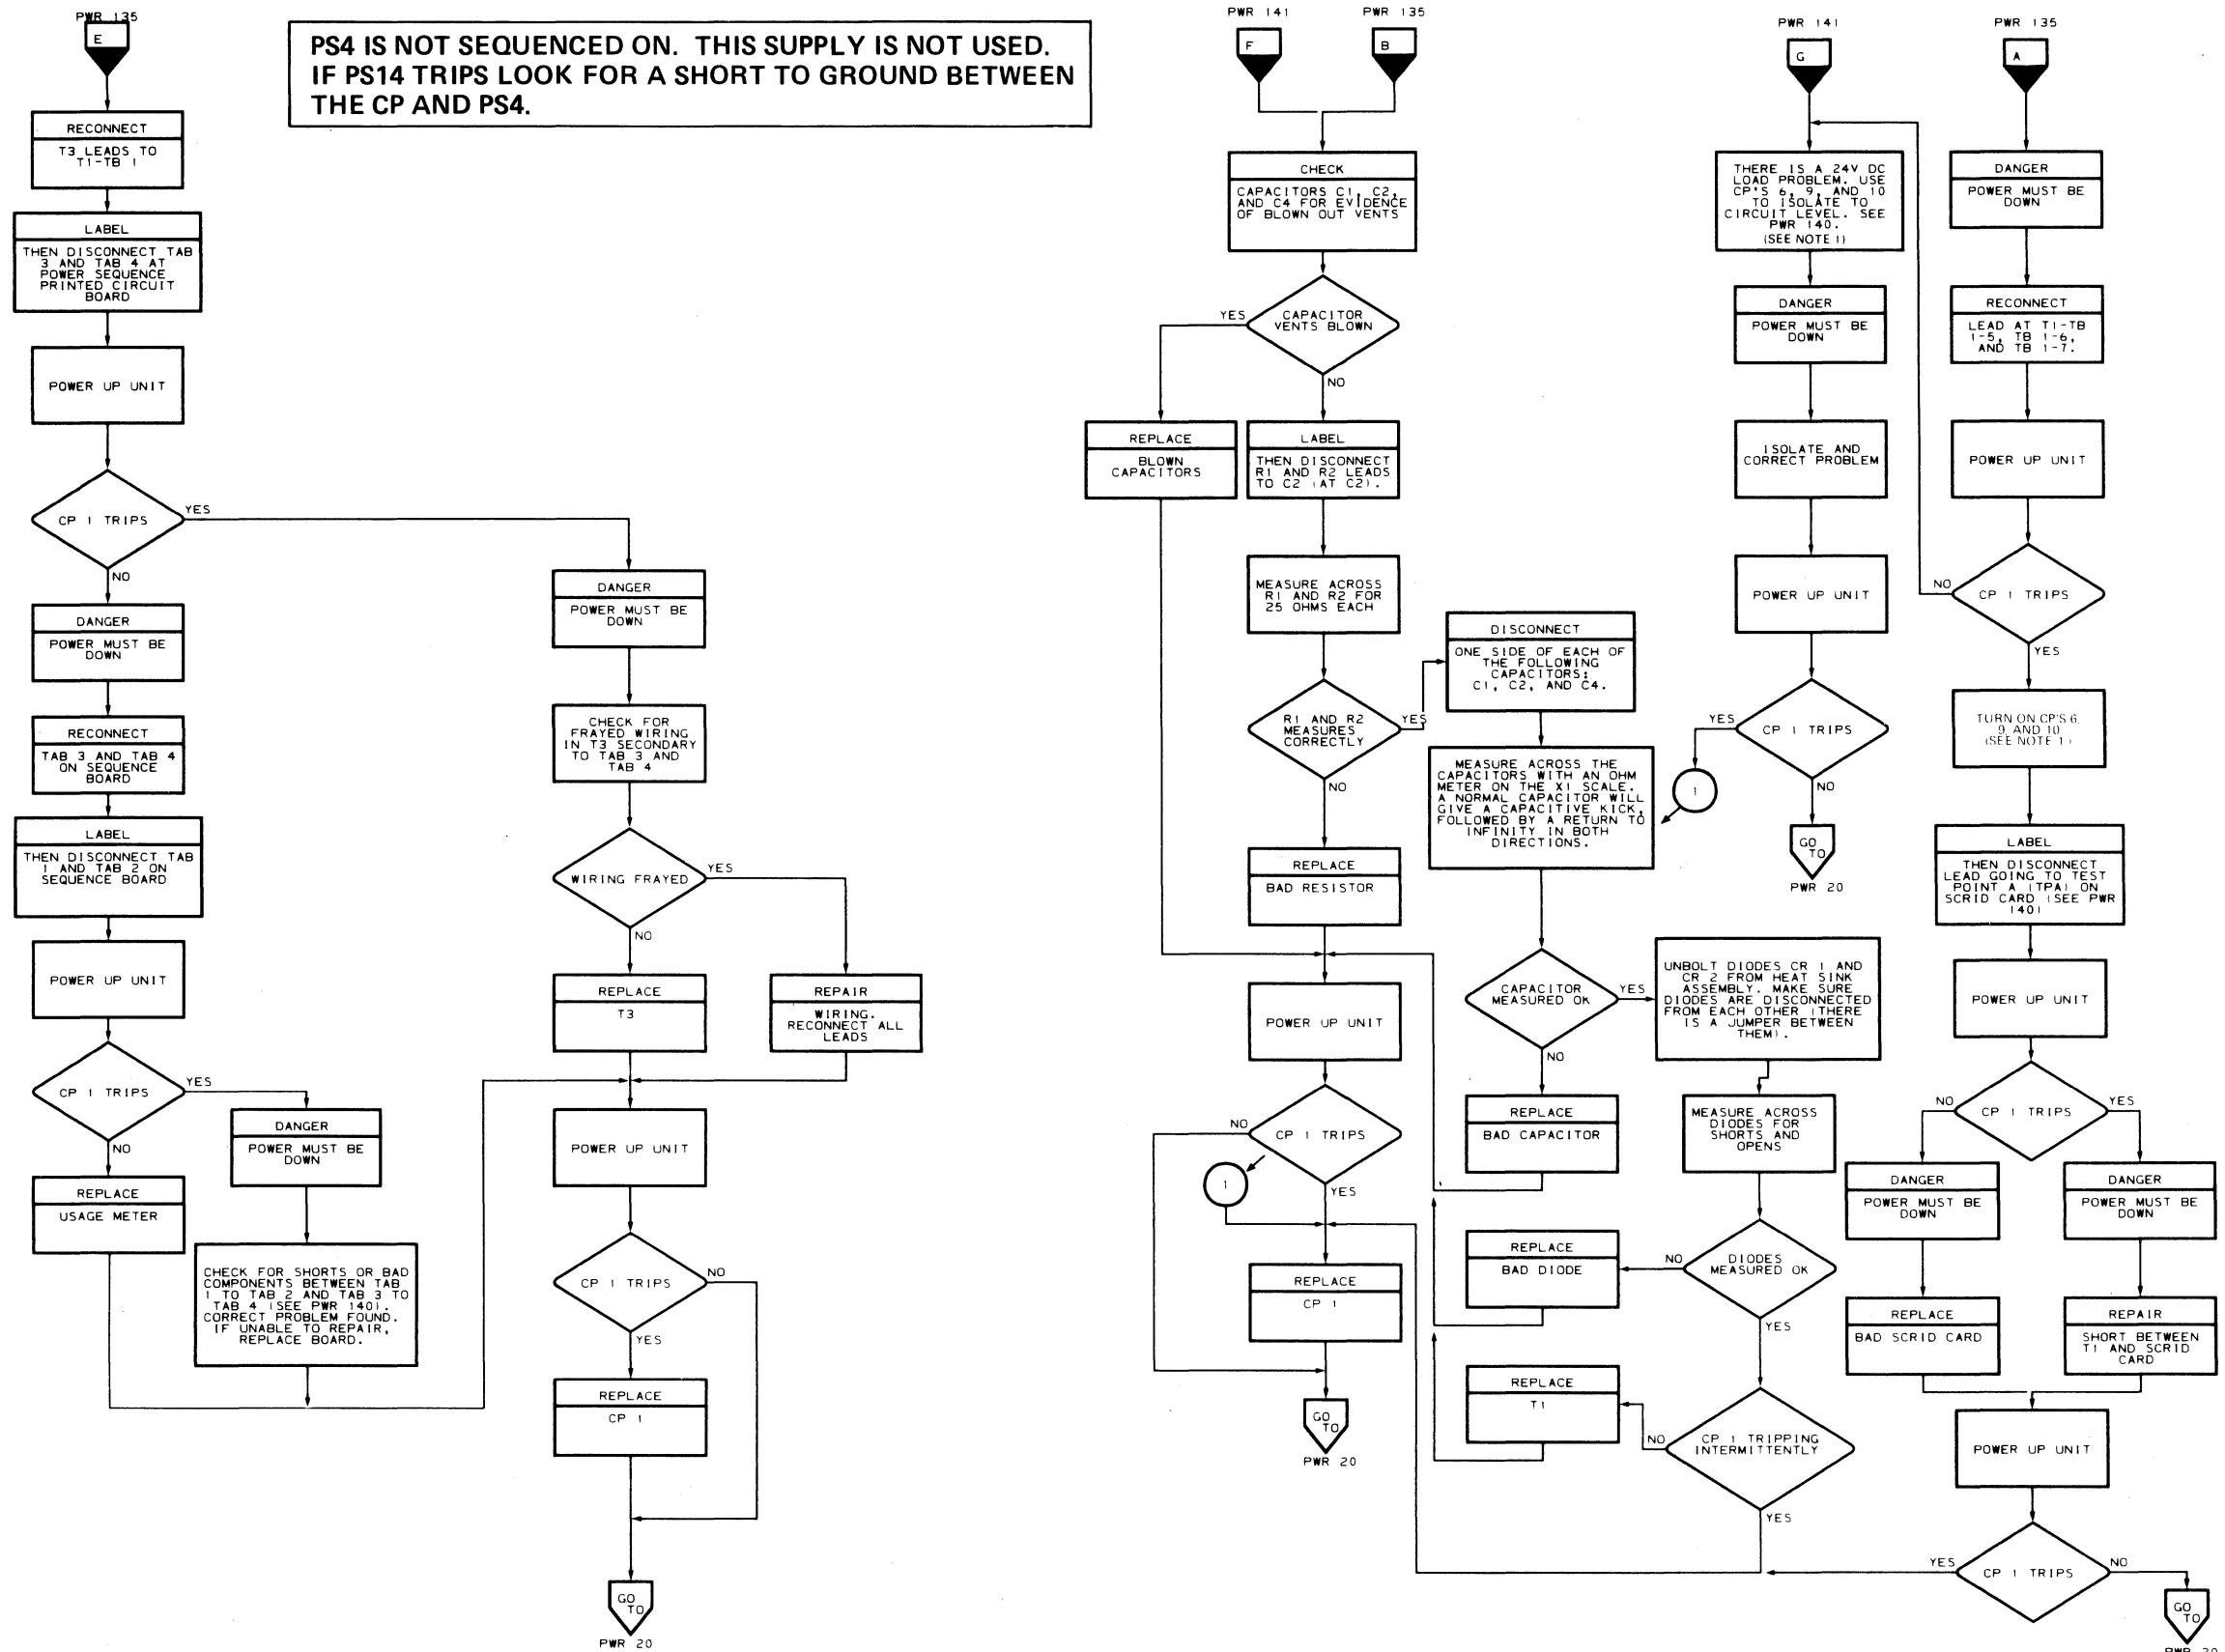 PWR 135
E
PS4 IS NOT SEQUENCED ON. THIS SUPPLY IS NOT USED.
IF PS14 TRIPS LOOK FOR A SHORT TO GROUND BETWEEN
THE CP AND PS4.
RECONNECT
T3 LEADS TO
T1-TB 1
LABEL
THEN DISCONNECT TAB
3 AND TAB 4 AT
POWER SEQUENCE
PRINTED CIRCUIT
BOARD
POWER UP UNIT
CP 1 TRIPS
YES
NO
DANGER
POWER MUST BE
DOWN
RECONNECT
TAB 3 AND TAB 4
ON SEQUENCE
BOARD
LABEL
THEN DISCONNECT TAB
1 AND TAB 2 ON
SEQUENCE BOARD
POWER UP UNIT
CP 1 TRIPS
YES
NO
REPLACE
USAGE METER
DANGER
POWER MUST BE
DOWN
CHECK FOR SHORTS OR BAD
COMPONENTS BETWEEN TAB
1 TO TAB 2 AND TAB 3 TO
TAB 4 (SEE PWR 140).
CORRECT PROBLEM FOUND.
IF UNABLE TO REPAIR,
REPLACE BOARD.
DANGER
POWER MUST BE
DOWN
CHECK FOR
FRAYED WIRING
IN T3 SECONDARY
TO TAB 3 AND
TAB 4
WIRING FRAYED
YES
NO
REPLACE
T3
REPAIR
WIRING.
RECONNECT ALL
LEADS
POWER UP UNIT
CP 1 TRIPS
NO
YES
REPLACE
CP 1
GO
TO
PWR 20
PWR 141
F
PWR 135
B
CHECK
CAPACITORS C1, C2,
AND C4 FOR EVIDENCE
OF BLOWN OUT VENTS
CAPACITOR
VENTS BLOWN
YES
NO
REPLACE
BLOWN
CAPACITORS
LABEL
THEN DISCONNECT
R1 AND R2 LEADS
TO C2 (AT C2).
MEASURE ACROSS
R1 AND R2 FOR
25 OHMS EACH
R1 AND R2
MEASURES
CORRECTLY
YES
NO
REPLACE
BAD RESISTOR
POWER UP UNIT
CP 1 TRIPS
NO
YES
1
REPLACE
CP 1
GO
TO
PWR 20
DISCONNECT
ONE SIDE OF EACH OF
THE FOLLOWING
CAPACITORS:
C1, C2, AND C4.
MEASURE ACROSS THE
CAPACITORS WITH AN OHM
METER ON THE X1 SCALE.
A NORMAL CAPACITOR WILL
GIVE A CAPACITIVE KICK,
FOLLOWED BY A RETURN TO
INFINITY IN BOTH
DIRECTIONS.
CAPACITOR
MEASURED OK
YES
NO
REPLACE
BAD CAPACITOR
UNBOLT DIODES CR 1 AND
CR 2 FROM HEAT SINK
ASSEMBLY. MAKE SURE
DIODES ARE DISCONNECTED
FROM EACH OTHER (THERE
IS A JUMPER BETWEEN
THEM).
MEASURE ACROSS
DIODES FOR
SHORTS AND
OPENS
DIODES
MEASURED OK
NO
YES
REPLACE
BAD DIODE
CP 1 TRIPPING
INTERMITTENTLY
NO
YES
REPLACE
T1
PWR 141
G
THERE IS A 24V DC
LOAD PROBLEM. USE
CP'S 6, 9, AND 10
TO ISOLATE TO
CIRCUIT LEVEL. SEE
PWR 140.
(SEE NOTE 1)
DANGER
POWER MUST BE
DOWN
ISOLATE AND
CORRECT PROBLEM
POWER UP UNIT
CP 1 TRIPS
YES
NO
1
GO
TO
PWR 20
PWR 135
A
DANGER
POWER MUST BE
DOWN
RECONNECT
LEAD AT T1-TB
1-5, TB 1-6,
AND TB 1-7.
POWER UP UNIT
CP 1 TRIPS
NO
YES
TURN ON CP'S 6,
9, AND 10
(SEE NOTE 1)
LABEL
THEN DISCONNECT
LEAD GOING TO TEST
POINT A (TPA) ON
SCRID CARD (SEE PWR
140)
POWER UP UNIT
CP 1 TRIPS
NO
YES
DANGER
POWER MUST BE
DOWN
REPLACE
BAD SCRID CARD
DANGER
POWER MUST BE
DOWN
REPAIR
SHORT BETWEEN
T1 AND SCRID
CARD
POWER UP UNIT
CP 1 TRIPS
YES
NO
GO
TO
PWR 20